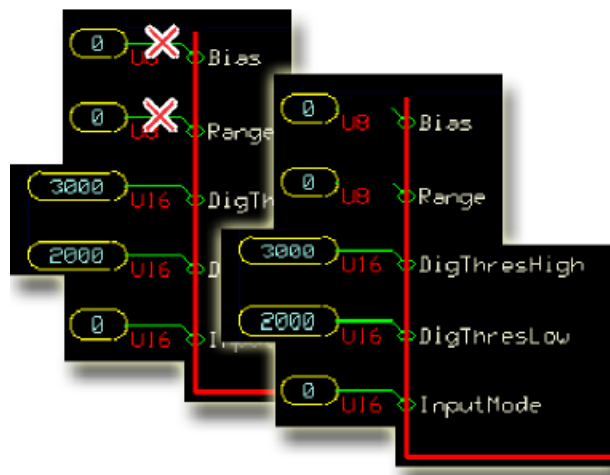 0 U8 Bias
0 U8 Range
3000 U16 DigTh
2000 U16 D
0 U16
0 U8 Bias
0 U8 Range
3000 U16 DigThresHigh
2000 U16 DigThresLow
0 U16 InputMode